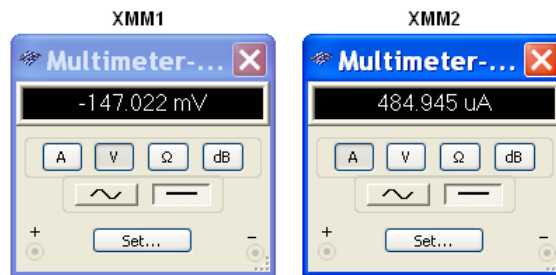 XMM1
Multimeter-...
-147.022 mV
A V Ω dB
+ Set... -
XMM2
Multimeter-...
484.945 uA
A V Ω dB
+ Set... -